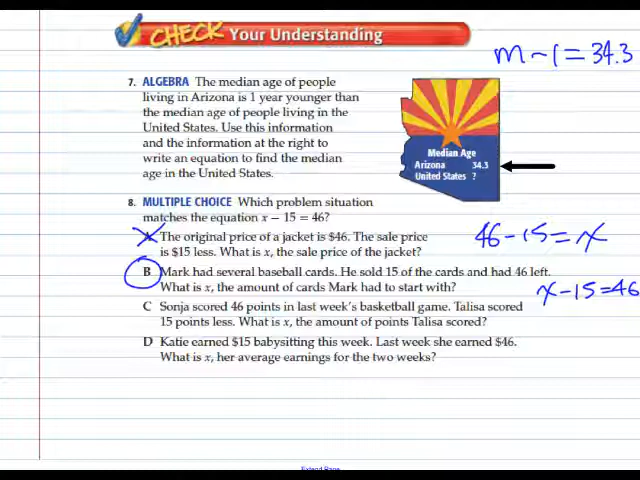 CHECK Your Understanding
m - 1 = 34.3
7. ALGEBRA The median age of people
living in Arizona is 1 year younger than
the median age of people living in the
United States. Use this information
and the information at the right to
write an equation to find the median
age in the United States.
Median Age
Arizona 34.3
United States ?
8. MULTIPLE CHOICE Which problem situation
matches the equation x − 15 = 46?
A The original price of a jacket is $46. The sale price
is $15 less. What is x, the sale price of the jacket?
46 - 15 = x
B Mark had several baseball cards. He sold 15 of the cards and had 46 left.
What is x, the amount of cards Mark had to start with?
x - 15 = 46
C Sonja scored 46 points in last week's basketball game. Talisa scored
15 points less. What is x, the amount of points Talisa scored?
D Katie earned $15 babysitting this week. Last week she earned $46.
What is x, her average earnings for the two weeks?
Extend Page